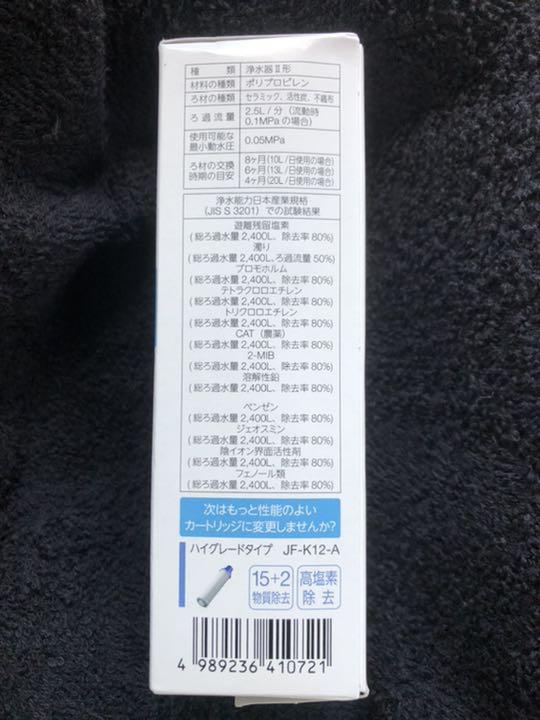 種類 浄水器Ⅱ形
材料の種類 ポリプロピレン
ろ材の種類 セラミック、活性炭、不織布
ろ過流量 2.5L / 分（流動時
0.1MPaの場合）
使用可能な
最小動水圧 0.05MPa
ろ材の交換
時期の目安 8ヶ月(10L /日使用の場合)
6ヶ月(13L /日使用の場合)
4ヶ月(20L /日使用の場合)
浄水能力日本産業規格
(JIS S 3201）での試験結果
遊離残留塩素
( 総ろ過水量 2,400L、除去率 80%)
濁り
( 総ろ過水量 2,400L、ろ過流量 50%)
ブロモホルム
( 総ろ過水量 2,400L、除去率 80%)
テトラクロロエチレン
( 総ろ過水量 2,400L、除去率 80%)
トリクロロエチレン
( 総ろ過水量 2,400L、除去率 80%)
CAT（農薬）
( 総ろ過水量 2,400L、除去率 80%)
2-MIB
( 総ろ過水量 2,400L、除去率 80%)
溶解性鉛
( 総ろ過水量 2,400L、除去率 80%)
ベンゼン
( 総ろ過水量 2,400L、除去率 80%)
ジェオスミン
( 総ろ過水量 2,400L、除去率 80%)
陰イオン界面活性剤
( 総ろ過水量 2,400L、除去率 80%)
フェノール類
( 総ろ過水量 2,400L、除去率 80%)
次はもっと性能のよい
カートリッジに変更しませんか?
ハイグレードタイプ JF-K12-A
15+2
物質除去
高塩素
除去
4 989236 410721